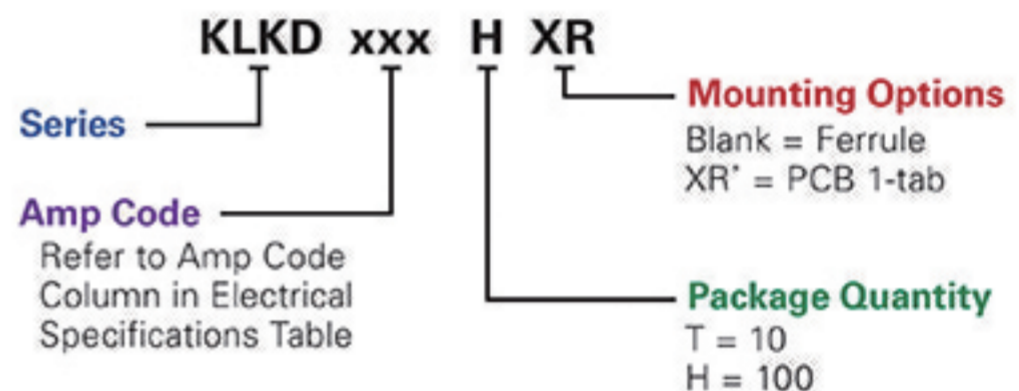 KLKD xxx H XR
Series
Amp Code
Refer to Amp Code
Column in Electrical
Specifications Table
Mounting Options
Blank = Ferrule
XR* = PCB 1-tab
Package Quantity
T = 10
H = 100